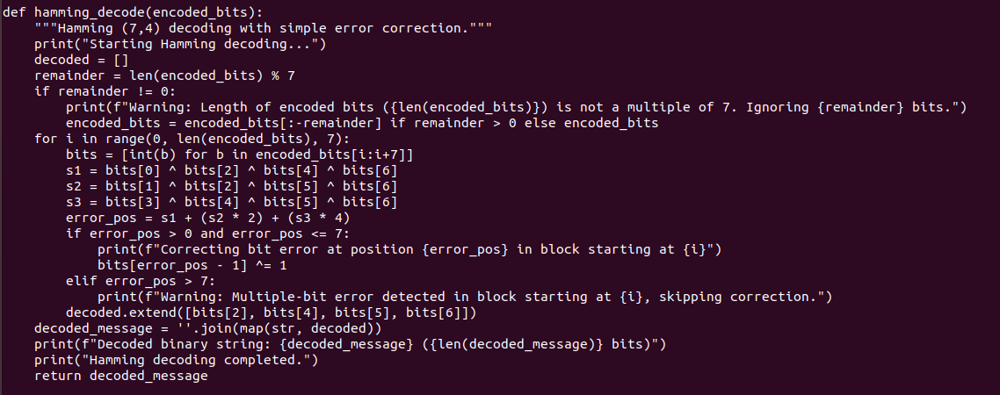 def hamming_decode(encoded_bits):
    """Hamming (7,4) decoding with simple error correction."""
    print("Starting Hamming decoding...")
    decoded = []
    remainder = len(encoded_bits) % 7
    if remainder != 0:
        print(f"Warning: Length of encoded bits ({len(encoded_bits)}) is not a multiple of 7. Ignoring {remainder} bits.")
        encoded_bits = encoded_bits[:-remainder] if remainder > 0 else encoded_bits
    for i in range(0, len(encoded_bits), 7):
        bits = [int(b) for b in encoded_bits[i:i+7]]
        s1 = bits[0] ^ bits[2] ^ bits[4] ^ bits[6]
        s2 = bits[1] ^ bits[2] ^ bits[5] ^ bits[6]
        s3 = bits[3] ^ bits[4] ^ bits[5] ^ bits[6]
        error_pos = s1 + (s2 * 2) + (s3 * 4)
        if error_pos > 0 and error_pos <= 7:
            print(f"Correcting bit error at position {error_pos} in block starting at {i}")
            bits[error_pos - 1] ^= 1
        elif error_pos > 7:
            print(f"Warning: Multiple-bit error detected in block starting at {i}, skipping correction.")
        decoded.extend([bits[2], bits[4], bits[5], bits[6]])
    decoded_message = ''.join(map(str, decoded))
    print(f"Decoded binary string: {decoded_message} ({len(decoded_message)} bits)")
    print("Hamming decoding completed.")
    return decoded_message